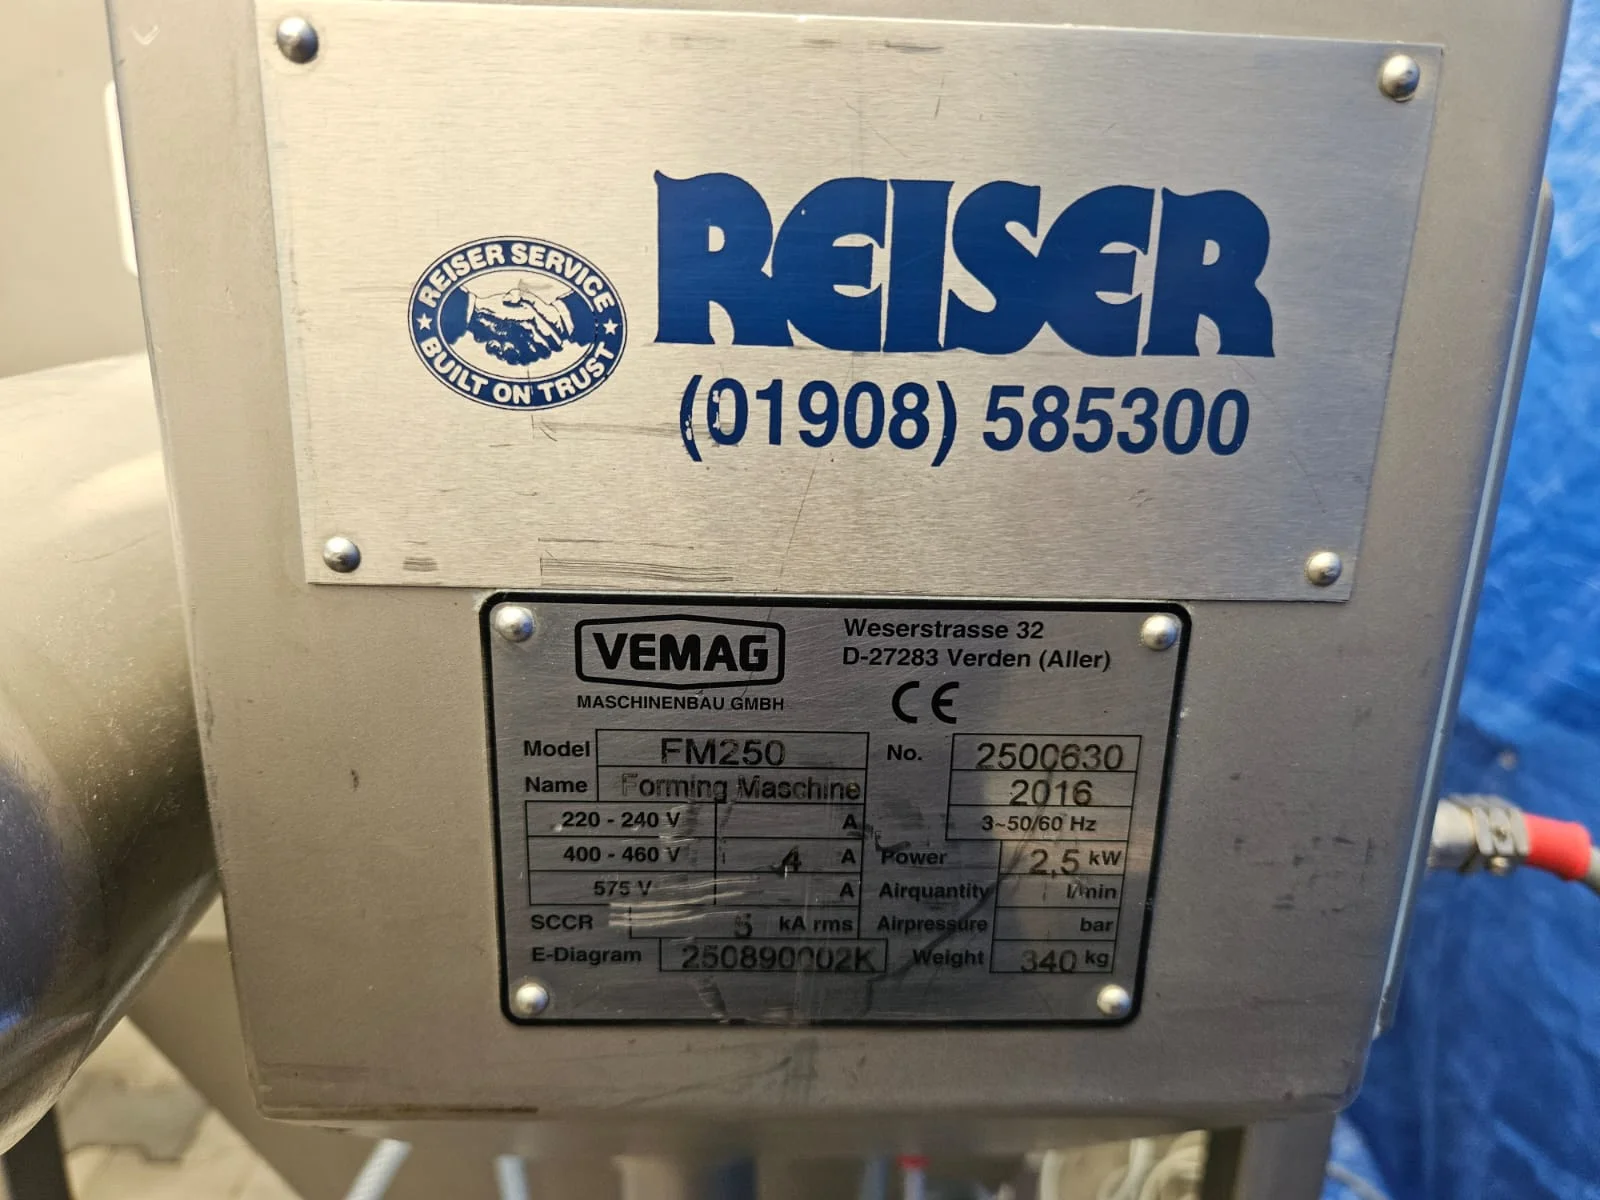 REISER SERVICE
BUILT ON TRUST
REISER
(01908) 585300
VEMAG
MASCHINENBAU GMBH
Weserstrasse 32
D-27283 Verden (Aller)
CE
Model FM250 No. 2500630
Name Forming Maschine 2016
220 - 240 V A 3~50/60 Hz
400 - 460 V 4 A Power 2,5 kW
575 V A Airquantity l/min
SCCR 5 kA rms Airpressure bar
E-Diagram 250890002K Weight 340 kg